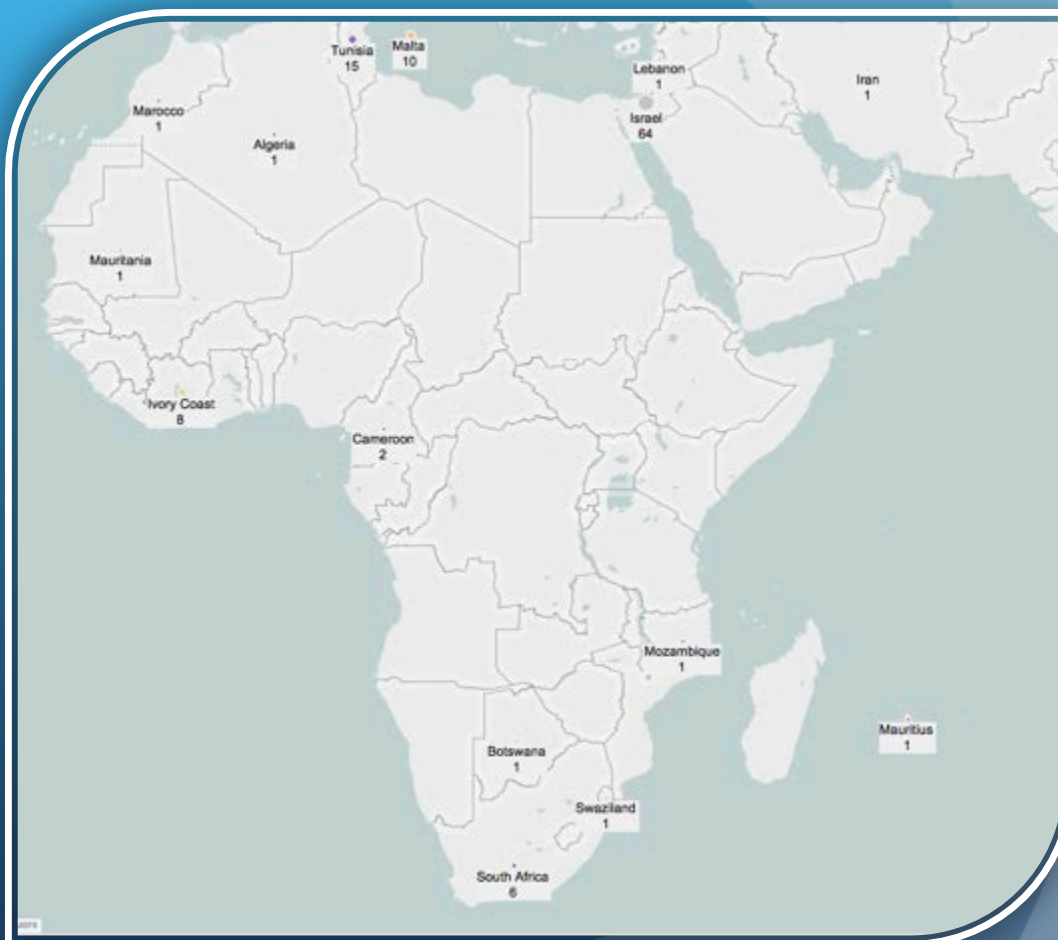 Tunisia
15
Malta
10
Lebanon
1
Iran
1
Marocco
1
Israel
64
Algeria
1
Mauritania
1
Ivory Coast
8
Cameroon
2
Mozambique
1
Mauritius
1
Botswana
1
Swaziland
1
South Africa
6